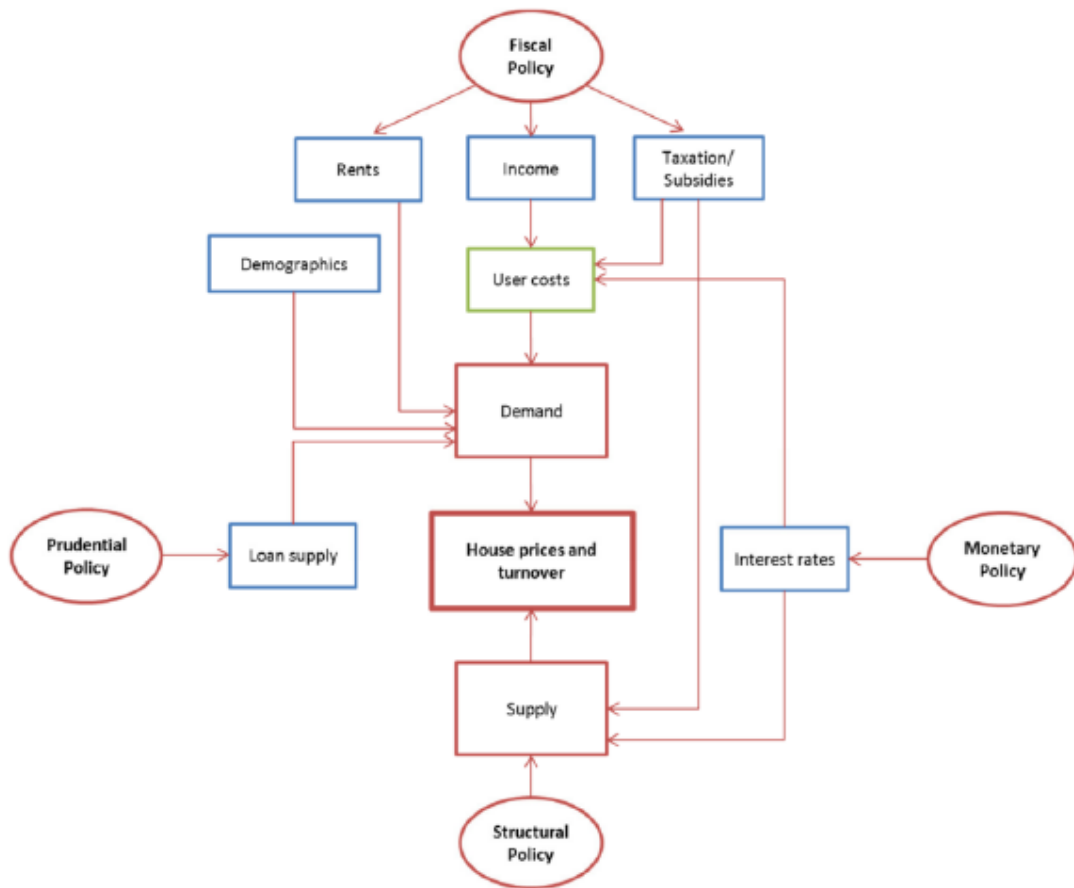 Fiscal
Policy
Rents
Income
Taxation/
Subsidies
Demographics
User costs
Demand
Prudential
Policy
Loan supply
House prices and
turnover
Interest rates
Monetary
Policy
Supply
Structural
Policy